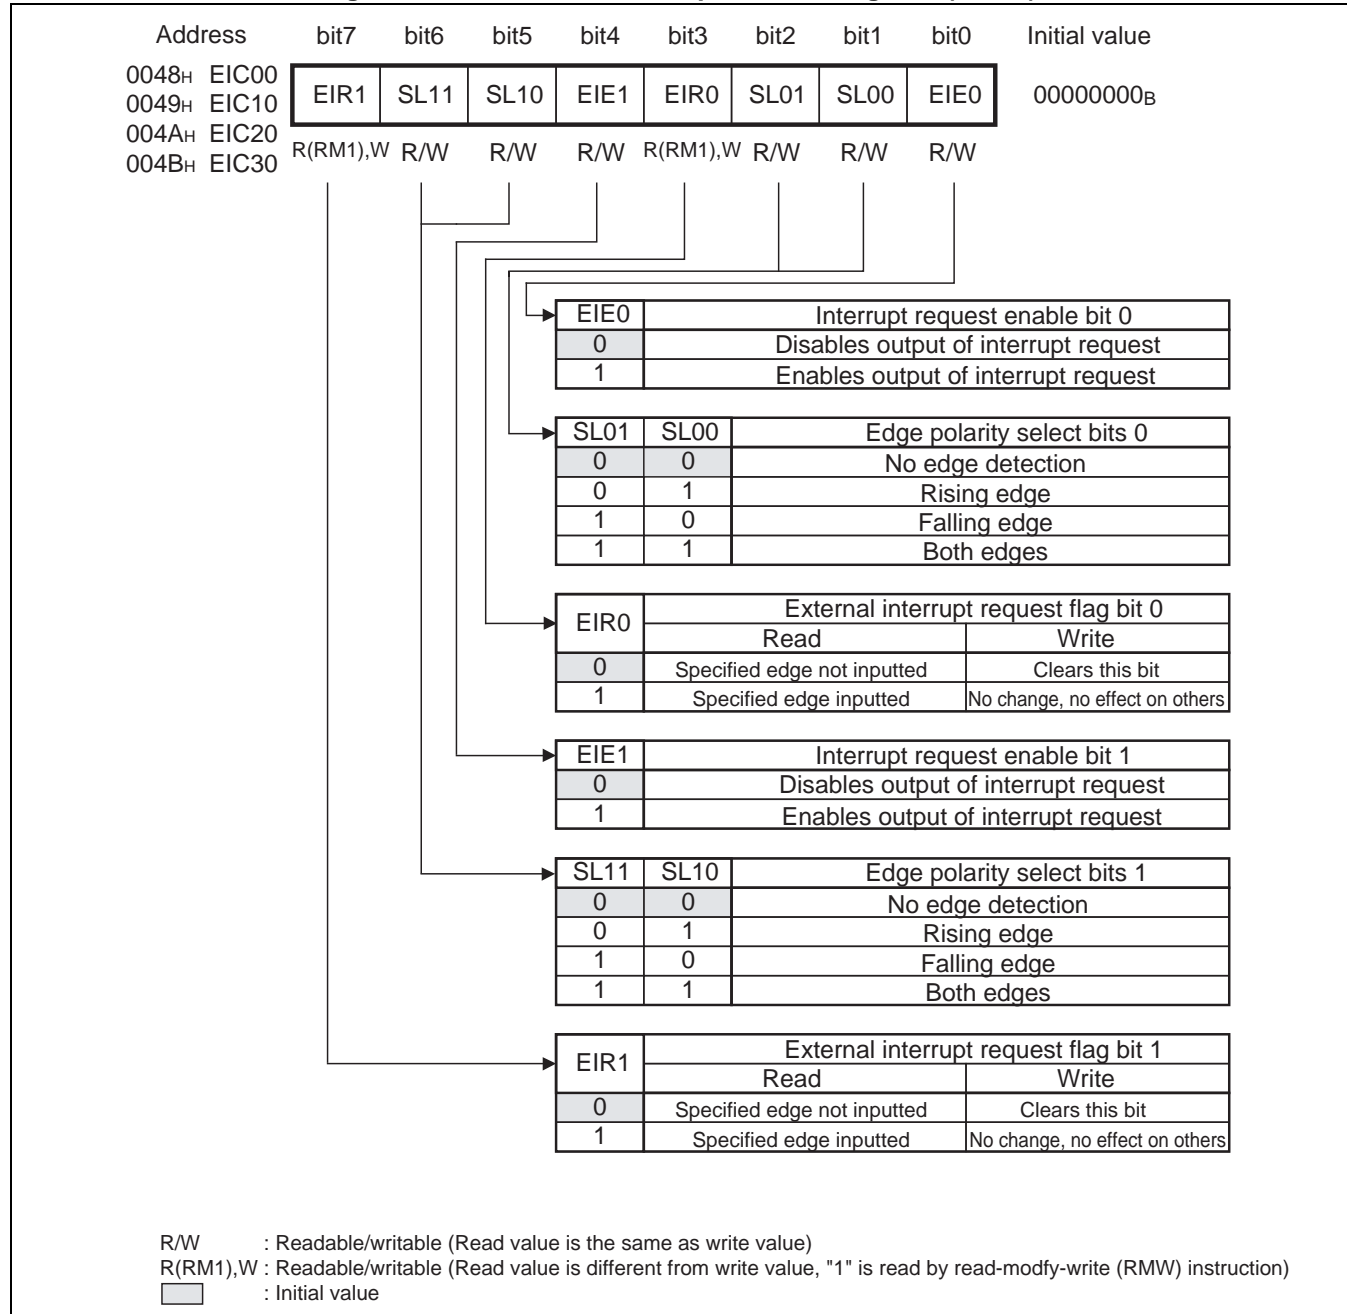 Address bit7 bit6 bit5 bit4 bit3 bit2 bit1 bit0 Initial value
0048H EIC00
0049H EIC10
004AH EIC20
004BH EIC30
EIR1 SL11 SL10 EIE1 EIR0 SL01 SL00 EIE0 00000000B
R(RM1),W R/W R/W R/W R(RM1),W R/W R/W R/W
EIE0 Interrupt request enable bit 0
0 Disables output of interrupt request
1 Enables output of interrupt request
SL01 SL00 Edge polarity select bits 0
0 0 No edge detection
0 1 Rising edge
1 0 Falling edge
1 1 Both edges
EIR0 External interrupt request flag bit 0
Read Write
0 Specified edge not inputted Clears this bit
1 Specified edge inputted No change, no effect on others
EIE1 Interrupt request enable bit 1
0 Disables output of interrupt request
1 Enables output of interrupt request
SL11 SL10 Edge polarity select bits 1
0 0 No edge detection
0 1 Rising edge
1 0 Falling edge
1 1 Both edges
EIR1 External interrupt request flag bit 1
Read Write
0 Specified edge not inputted Clears this bit
1 Specified edge inputted No change, no effect on others
R/W : Readable/writable (Read value is the same as write value)
R(RM1),W : Readable/writable (Read value is different from write value, "1" is read by read-modfy-write (RMW) instruction)
: Initial value